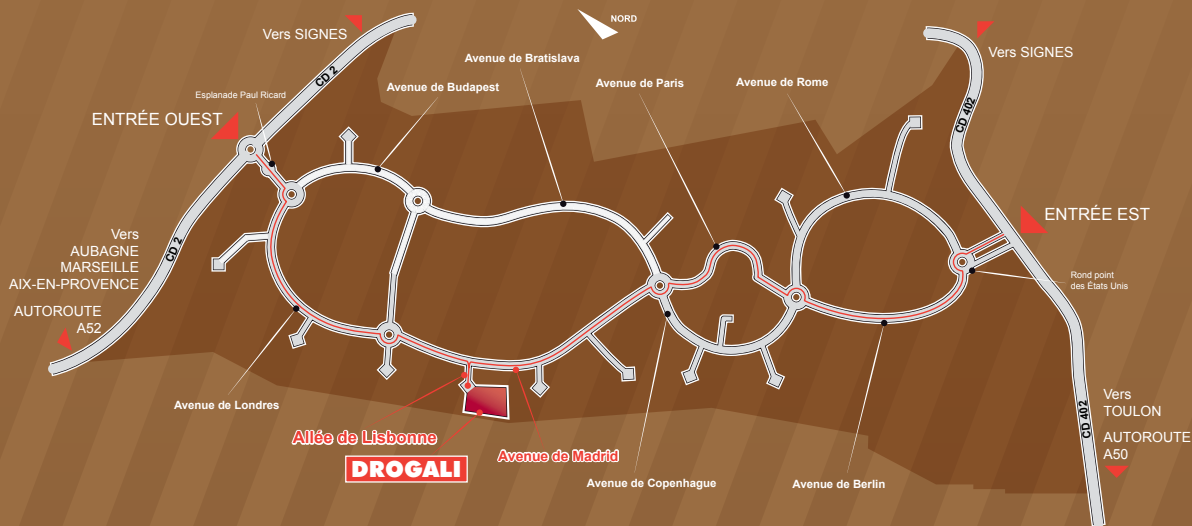 NORD
Vers SIGNES
CD 2
Avenue de Bratislava
Avenue de Budapest
Avenue de Paris
Avenue de Rome
Vers SIGNES
Esplanade Paul Ricard
ENTRÉE OUEST
CD 402
ENTRÉE EST
Vers
AUBAGNE
MARSEILLE
AIX-EN-PROVENCE
CD 2
AUTOROUTE
A52
Rond point
des États Unis
Avenue de Londres
Allée de Lisbonne
DROGALI
Avenue de Madrid
Avenue de Copenhague
Avenue de Berlin
CD 402
Vers
TOULON
AUTOROUTE
A50